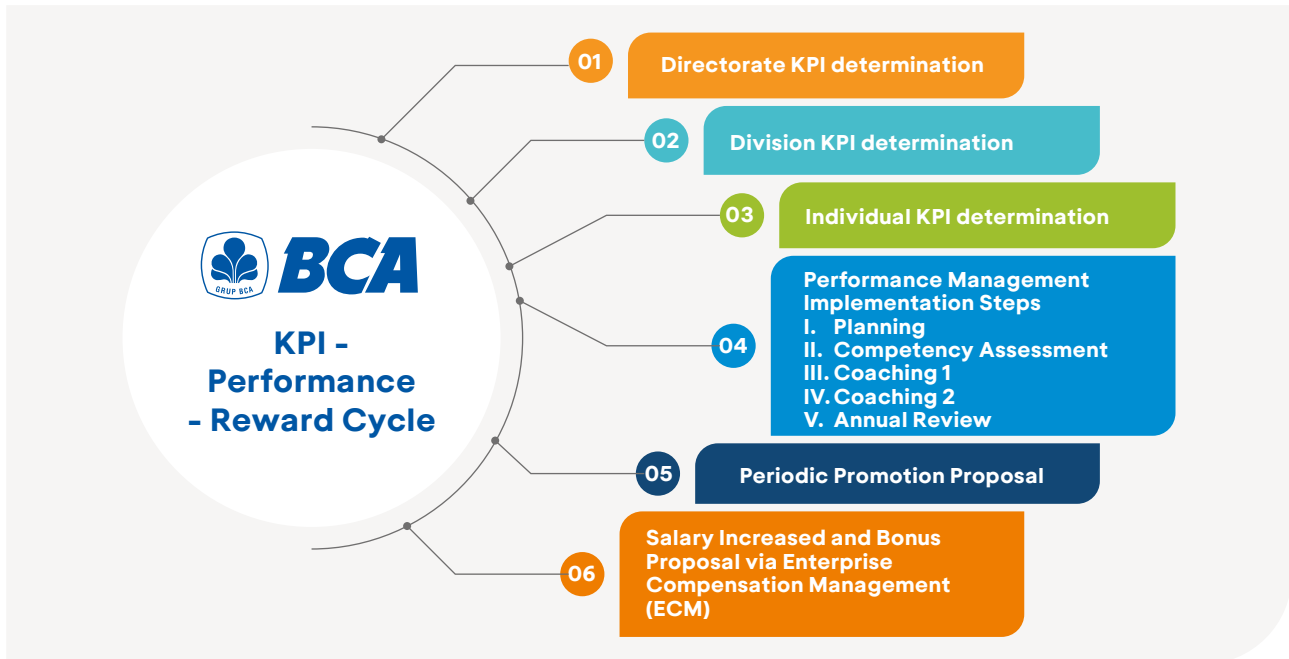 GRUP BCA
BCA
KPI -
Performance
- Reward Cycle
01
Directorate KPI determination
02
Division KPI determination
03
Individual KPI determination
04
Performance Management
Implementation Steps
I. Planning
II. Competency Assessment
III. Coaching 1
IV. Coaching 2
V. Annual Review
05
Periodic Promotion Proposal
06
Salary Increased and Bonus
Proposal via Enterprise
Compensation Management
(ECM)